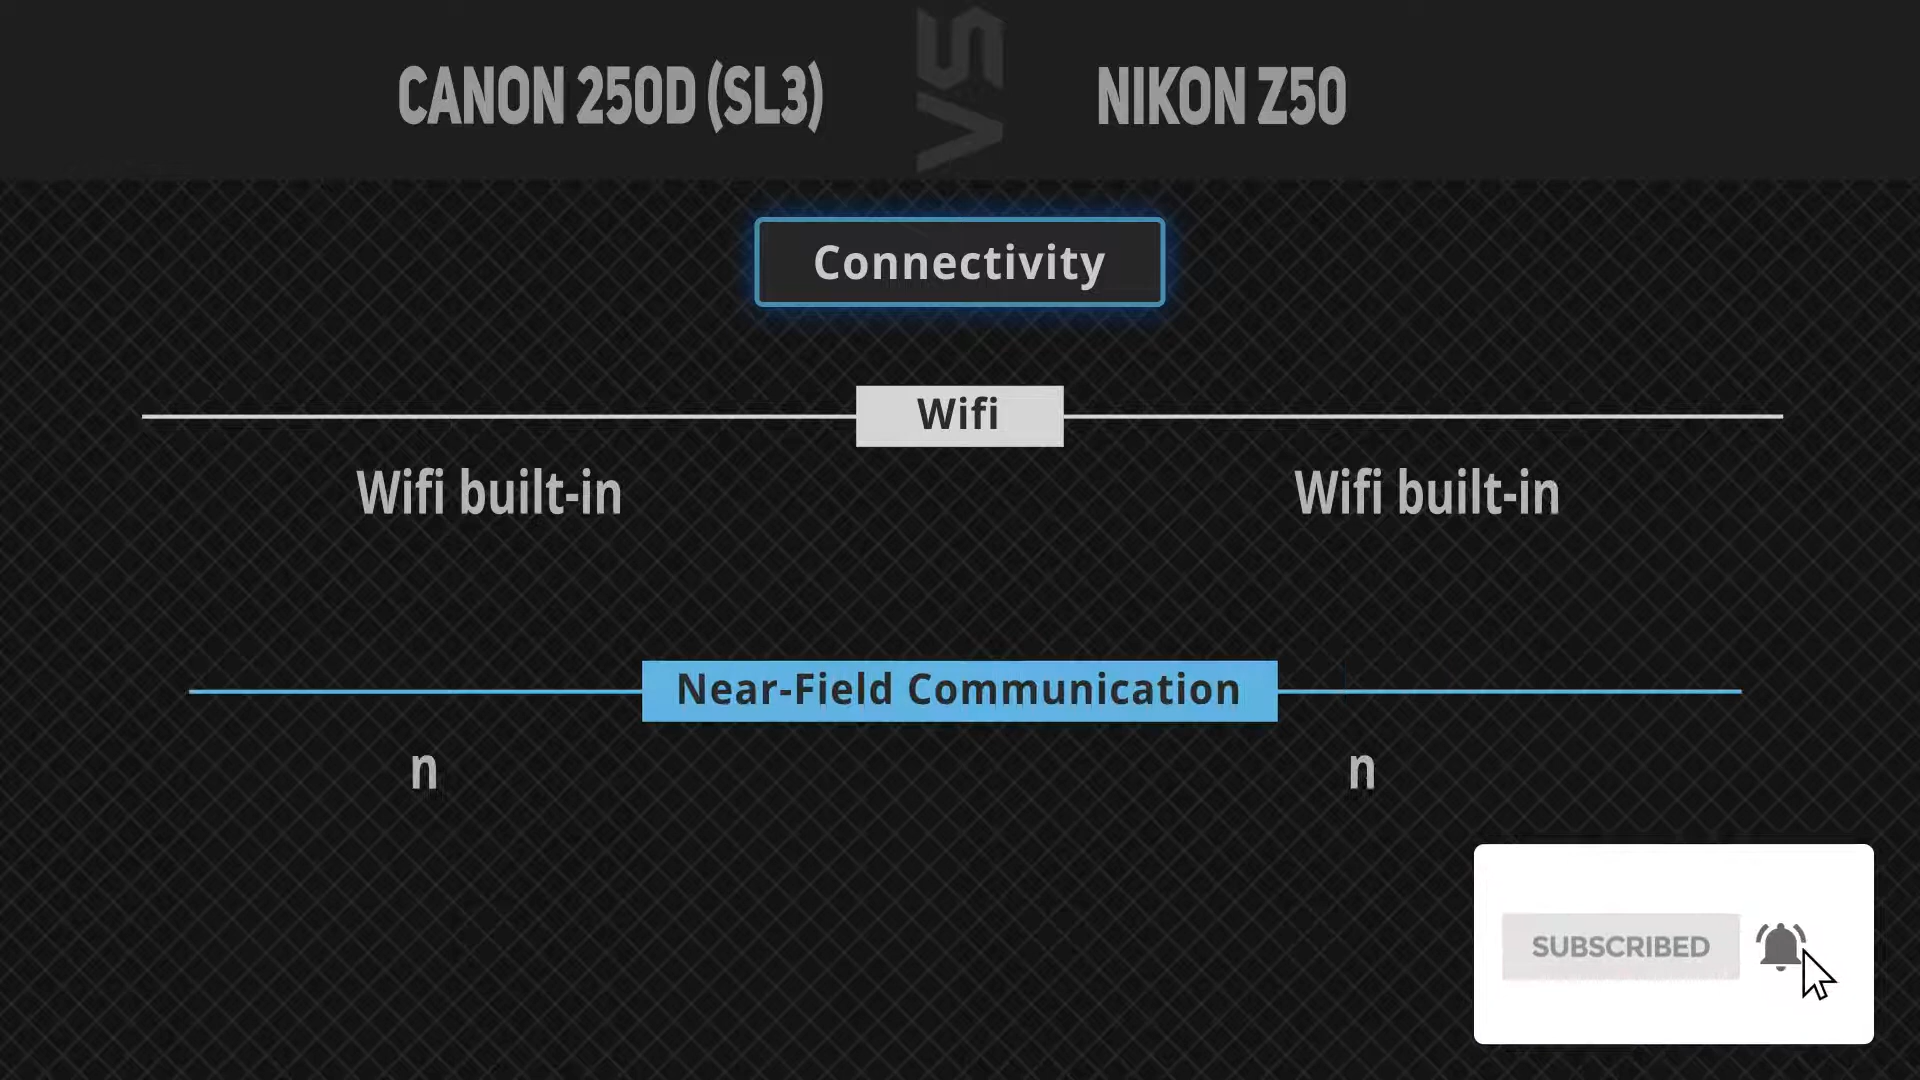 CANON 250D (SL3)
VS
NIKON Z50
Connectivity
Wifi
Wifi built-in
Wifi built-in
Near-Field Communication
n
n
SUBSCRIBED